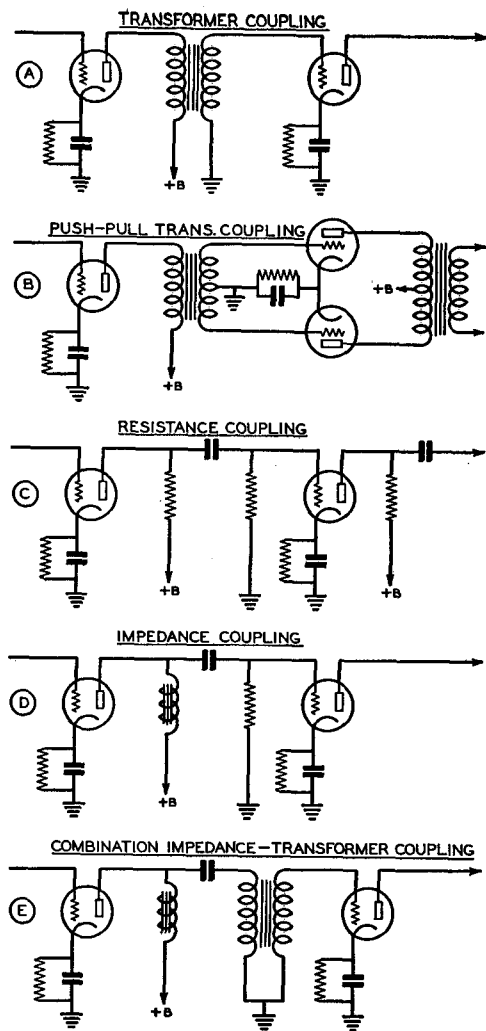 TRANSFORMER COUPLING
A
+B
PUSH-PULL TRANS. COUPLING
B
+B
+B
RESISTANCE COUPLING
C
+B
+B
IMPEDANCE COUPLING
D
+B
COMBINATION IMPEDANCE-TRANSFORMER COUPLING
E
+B